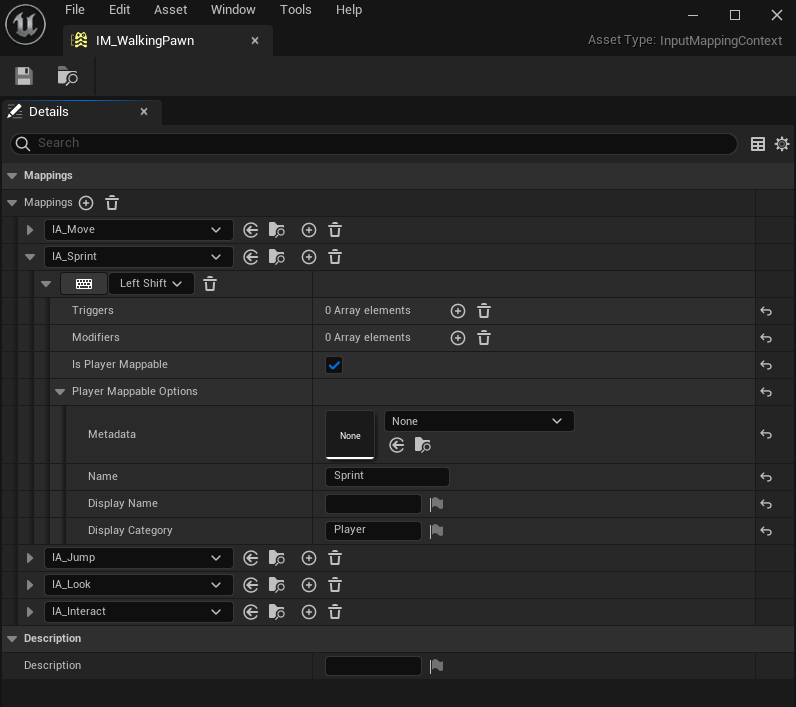 File Edit Asset Window Tools Help
IM_WalkingPawn
Asset Type: InputMappingContext
Details
Search
Mappings
Mappings
IA_Move
IA_Sprint
Left Shift
Triggers 0 Array elements
Modifiers 0 Array elements
Is Player Mappable
Player Mappable Options
Metadata None None
Name Sprint
Display Name
Display Category Player
IA_Jump
IA_Look
IA_Interact
Description
Description